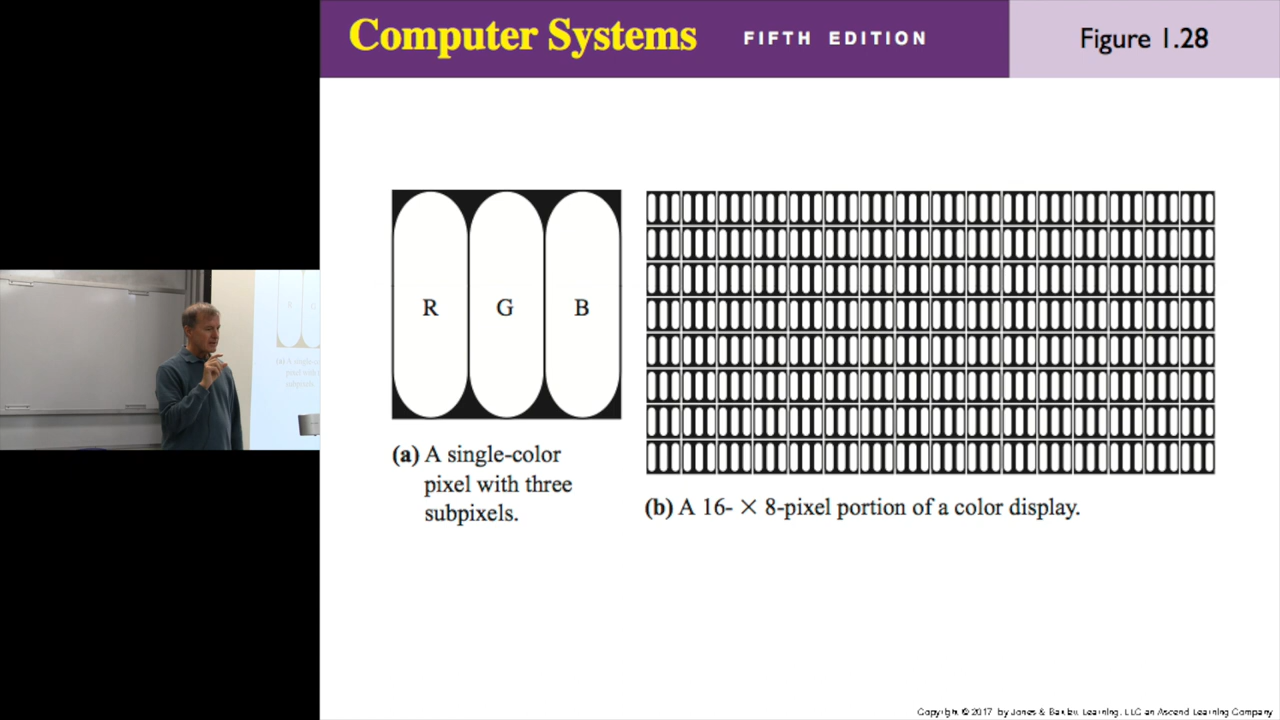 Computer Systems FIFTH EDITION Figure 1.28
R G B
(a) A single-color
pixel with three
subpixels.
(b) A 16- × 8-pixel portion of a color display.
Copyright © 2017 by Jones & Bartlett Learning, LLC an Ascend Learning Company